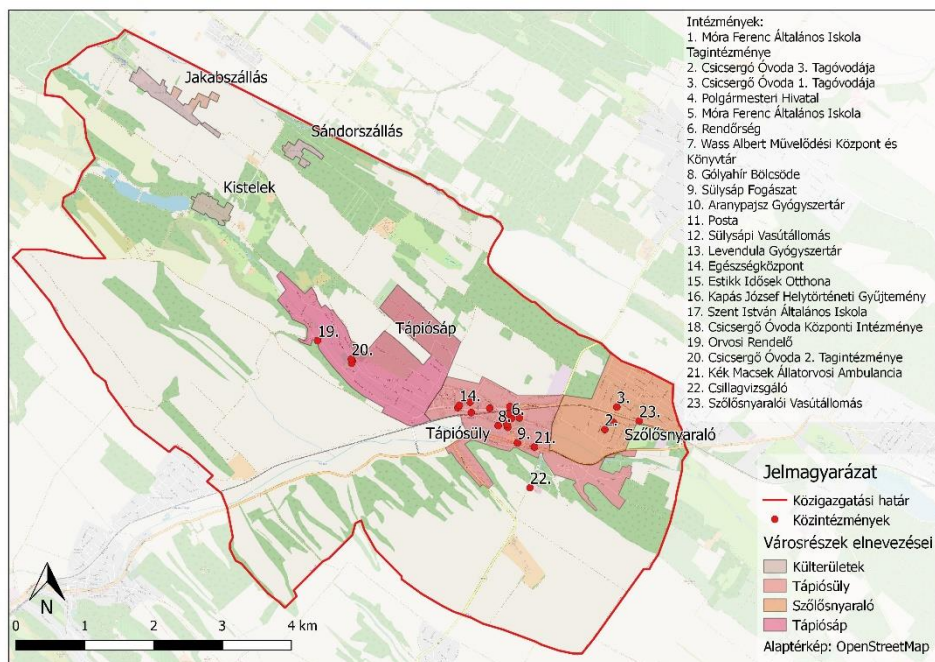 Intézmények:
1. Móra Ferenc Általános Iskola
Tagintézménye
2. Csicsergő Óvoda 3. Tagóvodája
3. Csicsergő Óvoda 1. Tagóvodája
4. Polgármesteri Hivatal
5. Móra Ferenc Általános Iskola
6. Rendőrség
7. Wass Albert Művelődési Központ és
Könyvtár
8. Gólyahír Bölcsöde
9. Sülysáp Fogászat
10. Aranypajsz Gyógyszertár
11. Posta
12. Sülysápi Vasútállomás
13. Levendula Gyógyszertár
14. Egészségközpont
15. Estikk Idősek Otthona
16. Kapás József Helytörténeti Gyűjtemény
17. Szent István Általános Iskola
18. Csicsergő Óvoda Központi Intézménye
19. Orvosi Rendelő
20. Csicsergő Óvoda 2. Tagintézménye
21. Kék Macsek Állatorvosi Ambulancia
22. Csillagvizsgáló
23. Szőlősnyaralói Vasútállomás
Jakabszállás
Sándorszállás
Kistelek
Tápiósáp
19.
20.
14.
6.
3.
8.
2.
23.
Tápiósüly
9.
21.
Szőlősnyaraló
22.
Jelmagyarázat
Közigazgatási határ
Közintézmények
Városrészek elnevezései
Külterületek
Tápiósüly
Szőlősnyaraló
Tápiósáp
Alaptérkép: OpenStreetMap
N
0 1 2 3 4 km